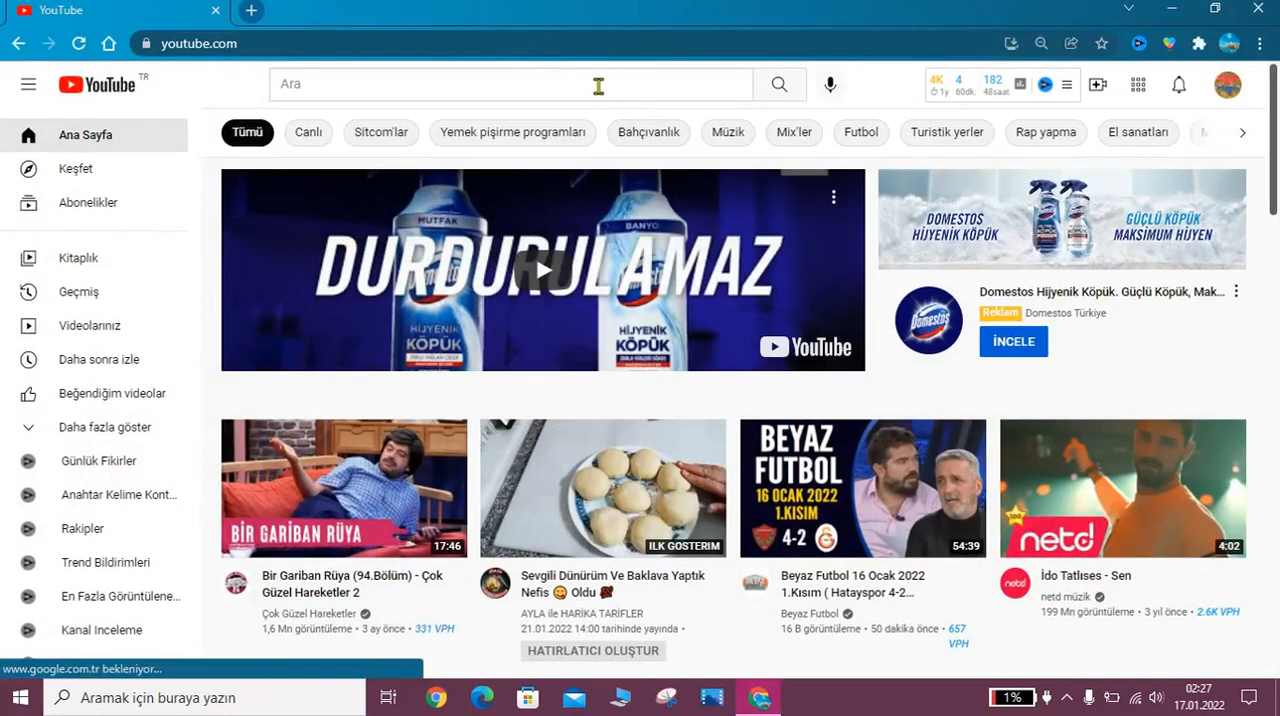 YouTube
youtube.com
YouTube TR
Ara
4K 4 182
1y 60dk. 48saat
Ana Sayfa
Keşfet
Abonelikler
Kitaplık
Geçmiş
Videolarınız
Daha sonra izle
Beğendiğim videolar
Daha fazla göster
Günlük Fikirler
Anahtar Kelime Kont...
Rakipler
Trend Bildirimleri
En Fazla Görüntülene...
Kanal Inceleme
Tümü
Canlı
Sitcom'lar
Yemek pişirme programları
Bahçıvanlık
Müzik
Mix'ler
Futbol
Turistik yerler
Rap yapma
El sanatları
MUTFAK
BANYO
DURDURULAMAZ
HİJYENİK
KÖPÜK
HİJYENİK
KÖPÜK
YouTube
DOMESTOS
HİJYENİK KÖPÜK
GÜÇLÜ KÖPÜK
MAKSIMUM HİJYEN
Domestos
Domestos Hijyenik Köpük. Güçlü Köpük, Mak...
Reklam Domestos Türkiye
İNCELE
BİR GARİBAN RÜYA
17:46
Bir Gariban Rüya (94.Bölüm) - Çok
Güzel Hareketler 2
Çok Güzel Hareketler
1,6 Mn görüntüleme • 3 ay önce • 331 VPH
ILK GÖSTERIM
Sevgili Dünürüm Ve Baklava Yaptık
Nefis 😋 Oldu
AYLA ile HARİKA TARİFLER
21.01.2022 14:00 tarihinde yayında •
HATIRLATICI OLUŞTUR
BEYAZ
FUTBOL
16 OCAK 2022
1.KISIM
4-2
54:39
Beyaz Futbol 16 Ocak 2022
1.Kısım ( Hatayspor 4-2...
Beyaz Futbol
16 B görüntüleme • 50 dakika önce • 657
VPH
netd
4:02
İdo Tatlıses - Sen
netd müzik
199 Mn görüntüleme • 3 yıl önce • 2.6K VPH
www.google.com.tr bekleniyor...
Aramak için buraya yazın
1%
02:27
17.01.2022